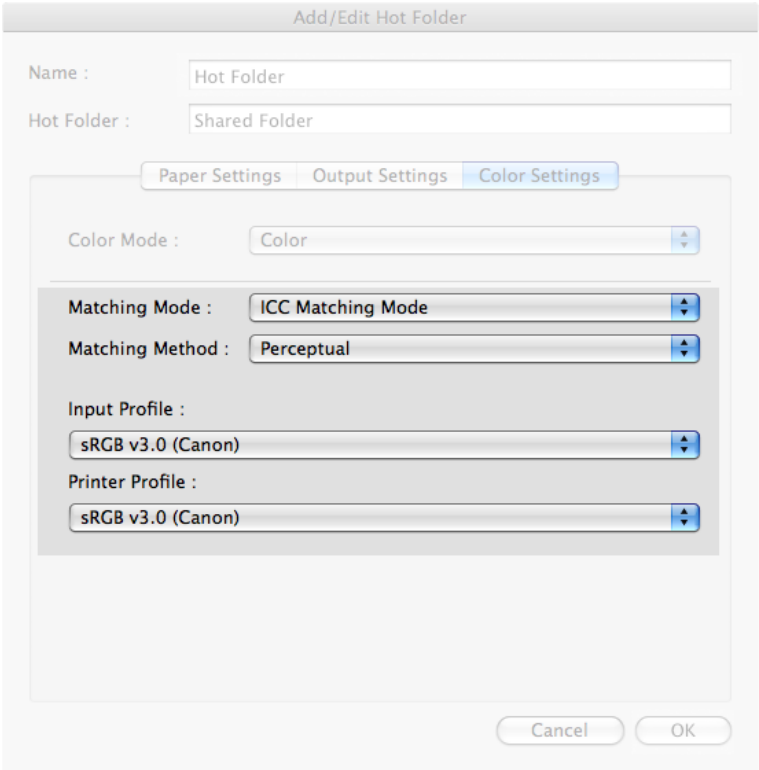 Add/Edit Hot Folder
Name : Hot Folder
Hot Folder : Shared Folder
Paper Settings Output Settings Color Settings
Color Mode : Color
Matching Mode : ICC Matching Mode
Matching Method : Perceptual
Input Profile :
sRGB v3.0 (Canon)
Printer Profile :
sRGB v3.0 (Canon)
Cancel OK